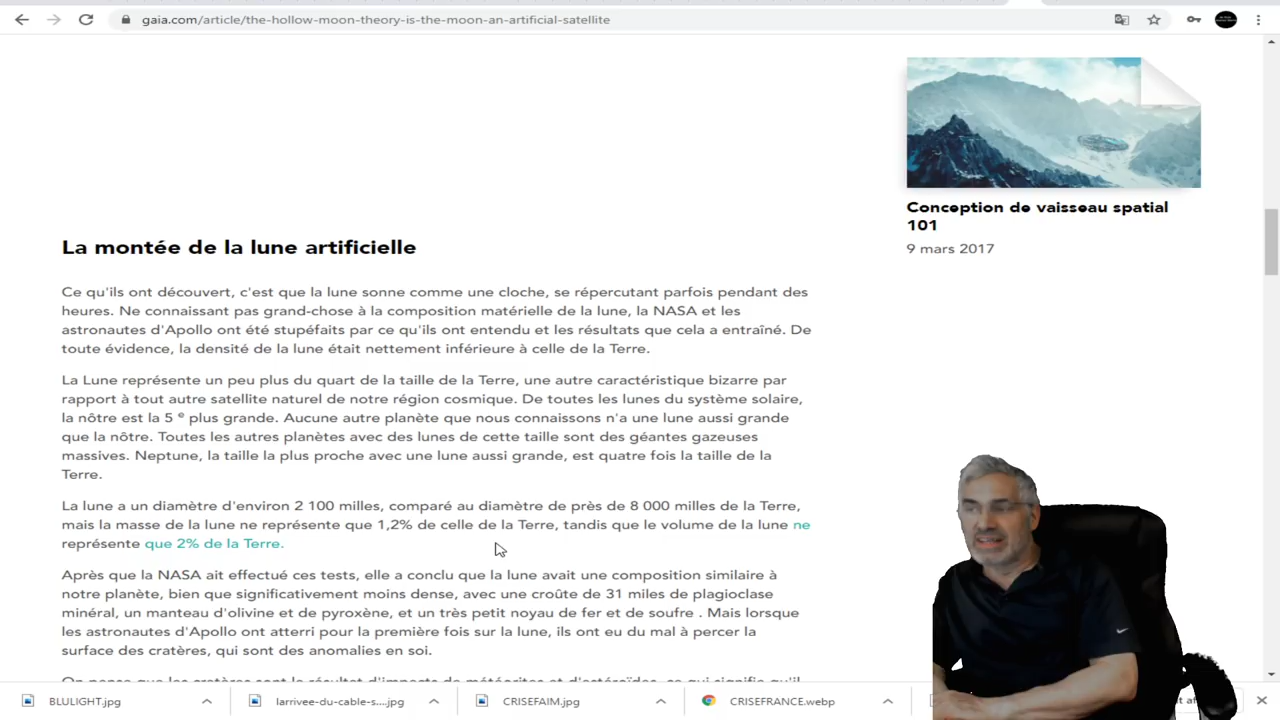 gaia.com/article/the-hollow-moon-theory-is-the-moon-an-artificial-satellite
Conception de vaisseau spatial
101
9 mars 2017
La montée de la lune artificielle
Ce qu'ils ont découvert, c'est que la lune sonne comme une cloche, se répercutant parfois pendant des
heures. Ne connaissant pas grand-chose à la composition matérielle de la lune, la NASA et les
astronautes d'Apollo ont été stupéfaits par ce qu'ils ont entendu et les résultats que cela a entraîné. De
toute évidence, la densité de la lune était nettement inférieure à celle de la Terre.
La Lune représente un peu plus du quart de la taille de la Terre, une autre caractéristique bizarre par
rapport à tout autre satellite naturel de notre région cosmique. De toutes les lunes du système solaire,
la nôtre est la 5 e plus grande. Aucune autre planète que nous connaissons n'a une lune aussi grande
que la nôtre. Toutes les autres planètes avec des lunes de cette taille sont des géantes gazeuses
massives. Neptune, la taille la plus proche avec une lune aussi grande, est quatre fois la taille de la
Terre.
La lune a un diamètre d'environ 2 100 milles, comparé au diamètre de près de 8 000 milles de la Terre,
mais la masse de la lune ne représente que 1,2% de celle de la Terre, tandis que le volume de la lune ne
représente que 2% de la Terre.
Après que la NASA ait effectué ces tests, elle a conclu que la lune avait une composition similaire à
notre planète, bien que significativement moins dense, avec une croûte de 31 miles de plagioclase
minéral, un manteau d'olivine et de pyroxène, et un très petit noyau de fer et de soufre . Mais lorsque
les astronautes d'Apollo ont atterri pour la première fois sur la lune, ils ont eu du mal à percer la
surface des cratères, qui sont des anomalies en soi.
BLULIGHT.jpg
larrivee-du-cable-s....jpg
CRISEFAIM.jpg
CRISEFRANCE.webp